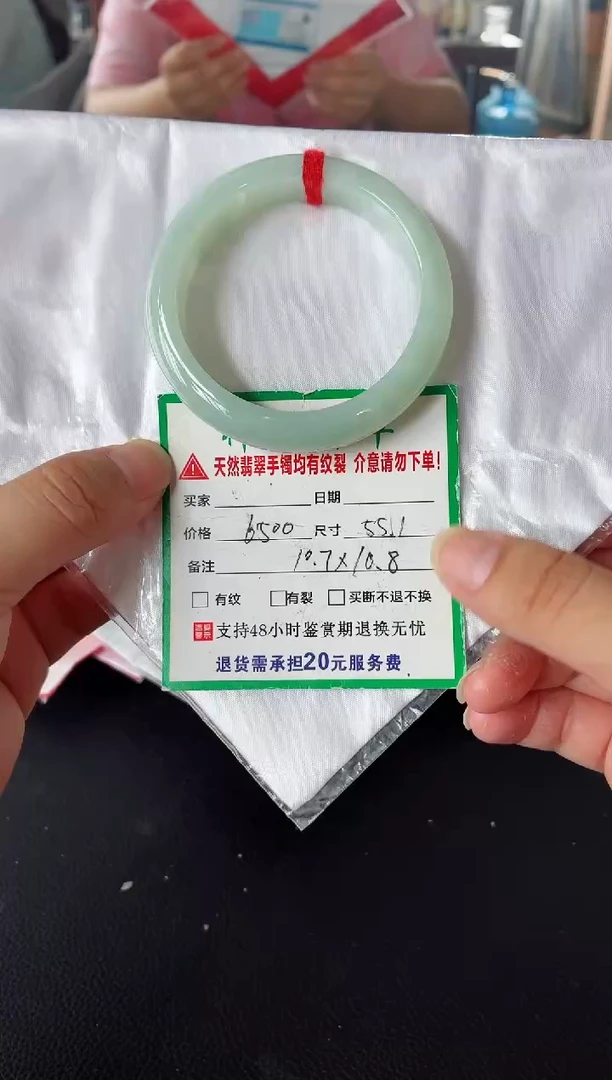 天然翡翠手镯均有纹裂 介意请勿下单!
买家 日期
价格 6500 尺寸 55.1
备注 10.7x10.8
□有纹 □有裂 □买断不退不换
支持48小时鉴赏期退换无忧
退货需承担20元服务费